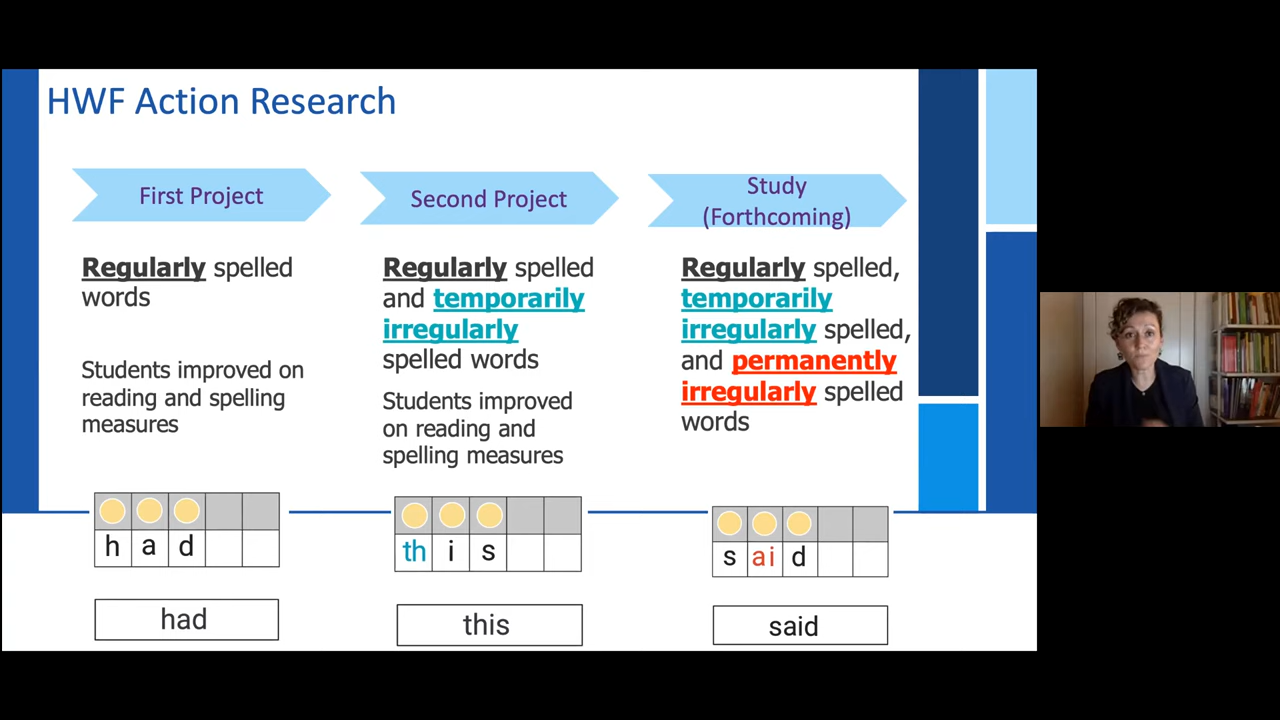 HWF Action Research
First Project
Regularly spelled
words
Students improved on
reading and spelling
measures
h a d
had
Second Project
Regularly spelled
and temporarily
irregularly
spelled words
Students improved
on reading and
spelling measures
th i s
this
Study
(Forthcoming)
Regularly spelled,
temporarily
irregularly spelled,
and permanently
irregularly spelled
words
s ai d
said